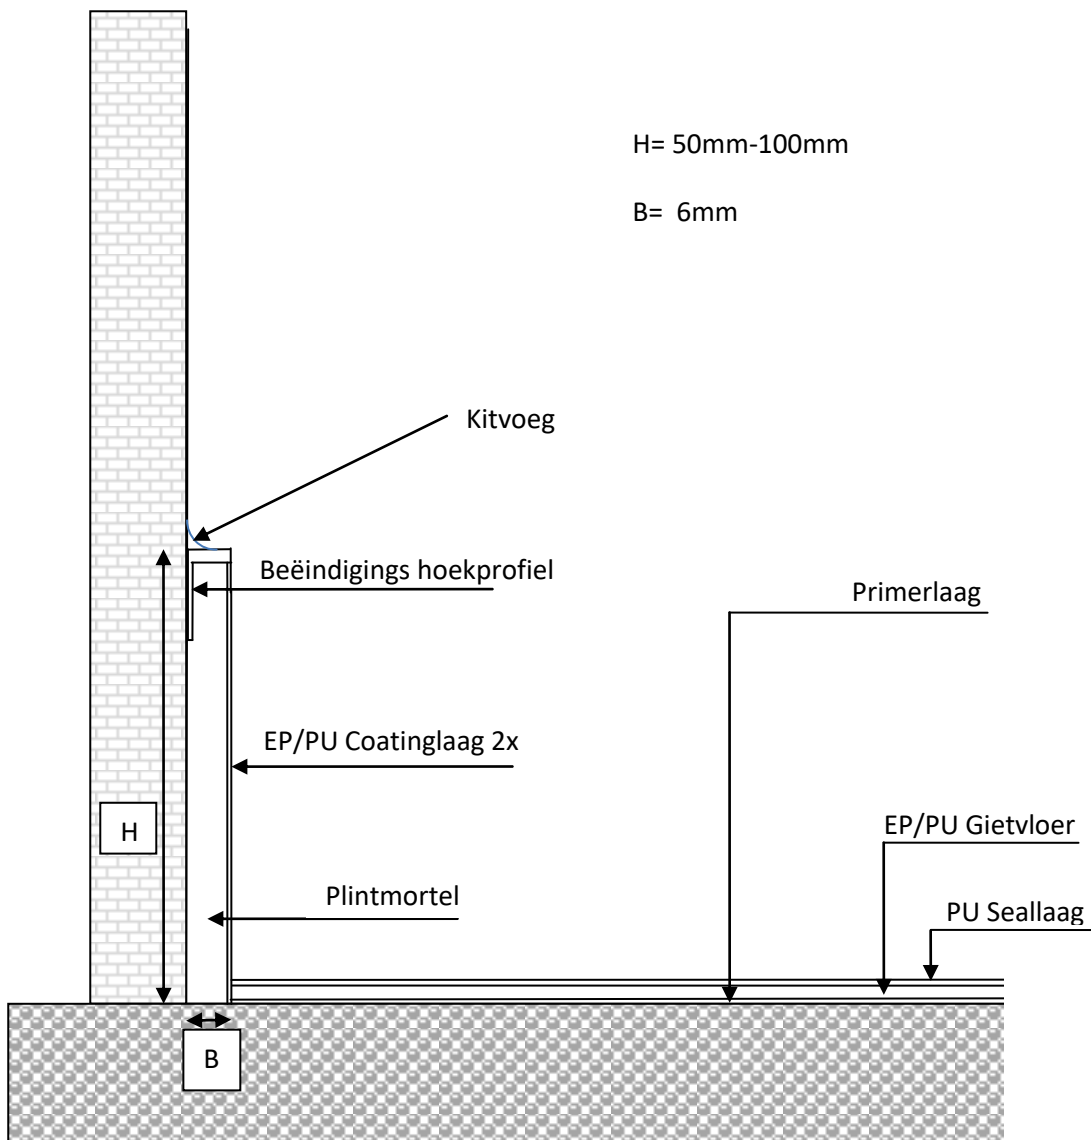 H= 50mm-100mm
B= 6mm
Kitvoeg
Beëindigings hoekprofiel
Primerlaag
EP/PU Coatinglaag 2x
H
EP/PU Gietvloer
Plintmortel
PU Seallaag
B